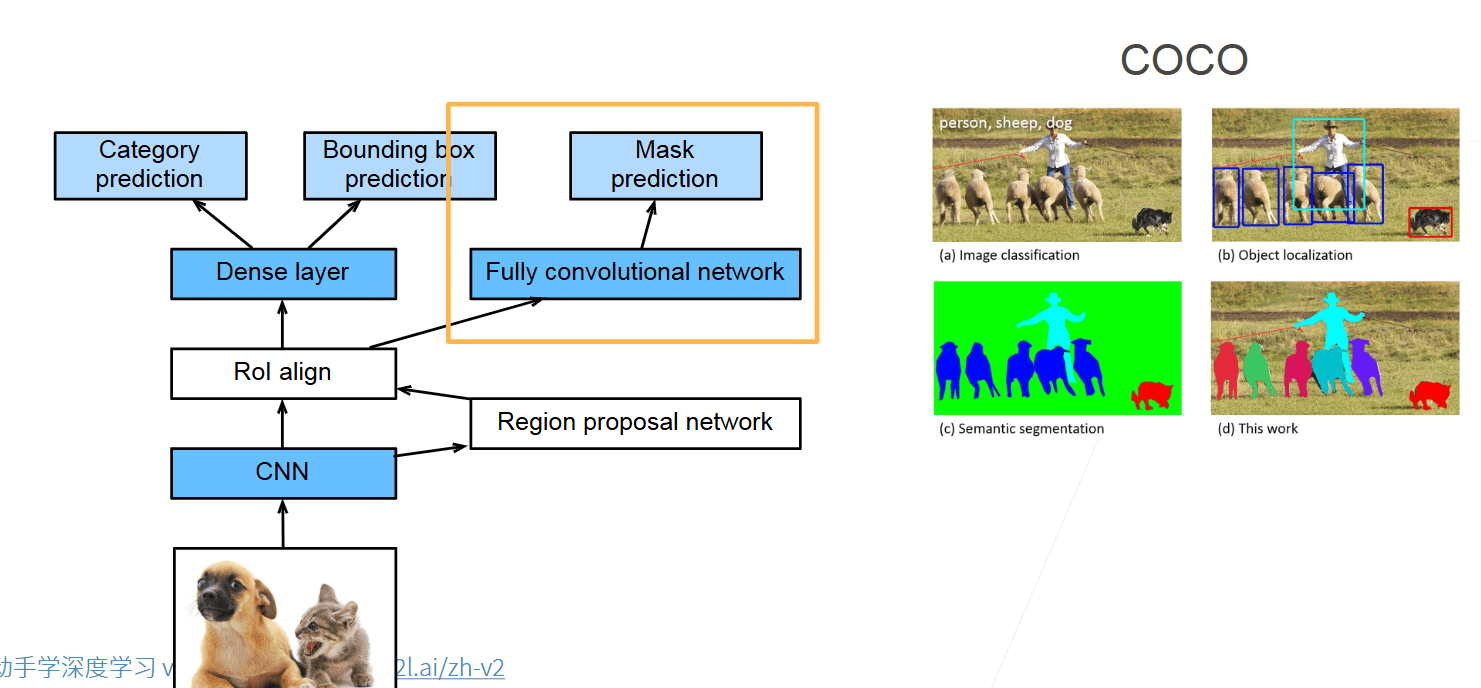 COCO
Category
prediction
Bounding box
prediction
Mask
prediction
Dense layer
Fully convolutional network
RoI align
Region proposal network
CNN
person, sheep, dog
(a) Image classification
(b) Object localization
(c) Semantic segmentation
(d) This work
动手学深度学习 v
2l.ai/zh-v2